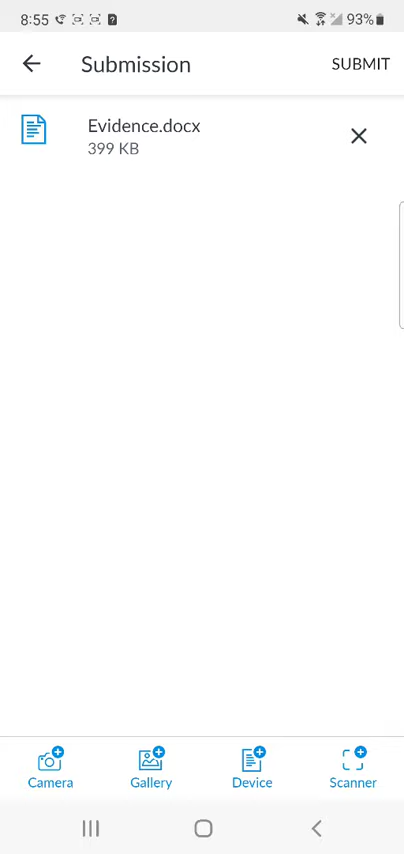 8:55 93%
Submission SUBMIT
Evidence.docx
399 KB
Camera Gallery Device Scanner